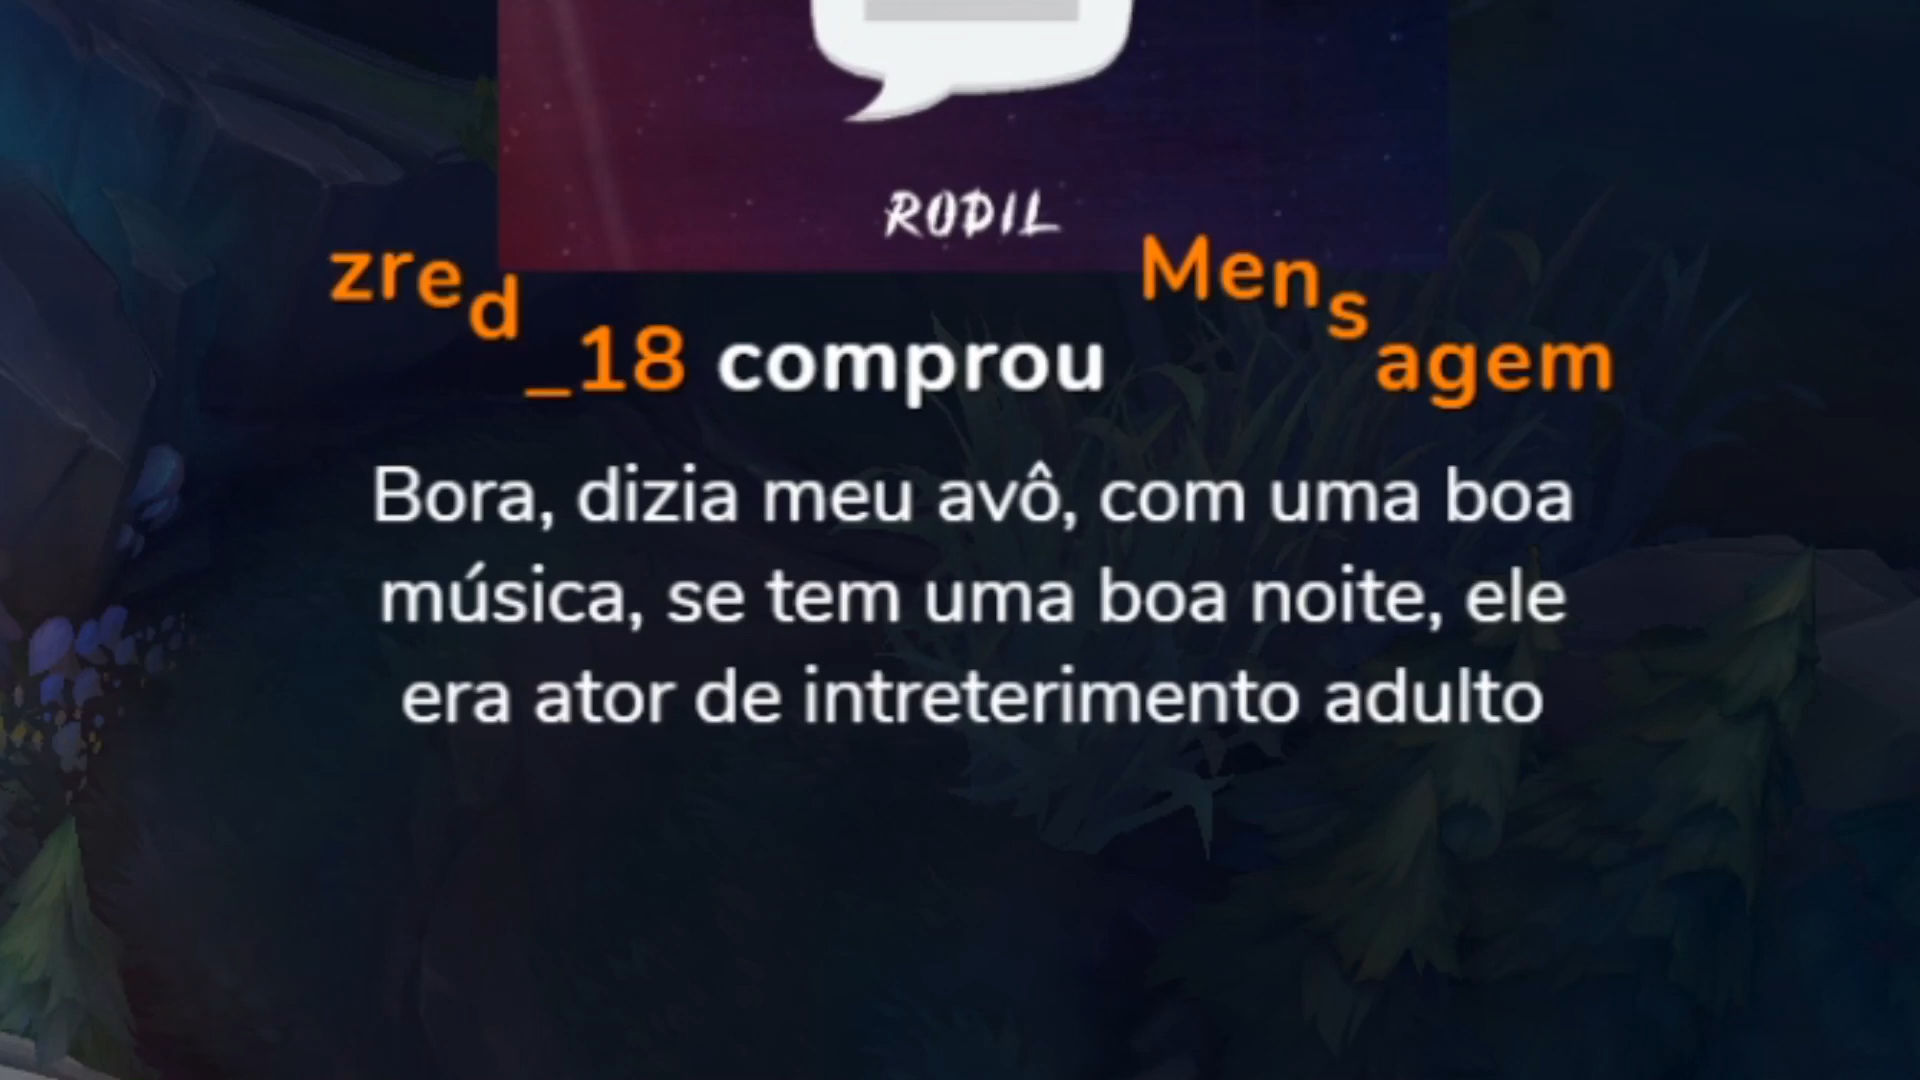 RODIL
zred_18 comprou Mensagem
Bora, dizia meu avô, com uma boa
música, se tem uma boa noite, ele
era ator de intreterimento adulto